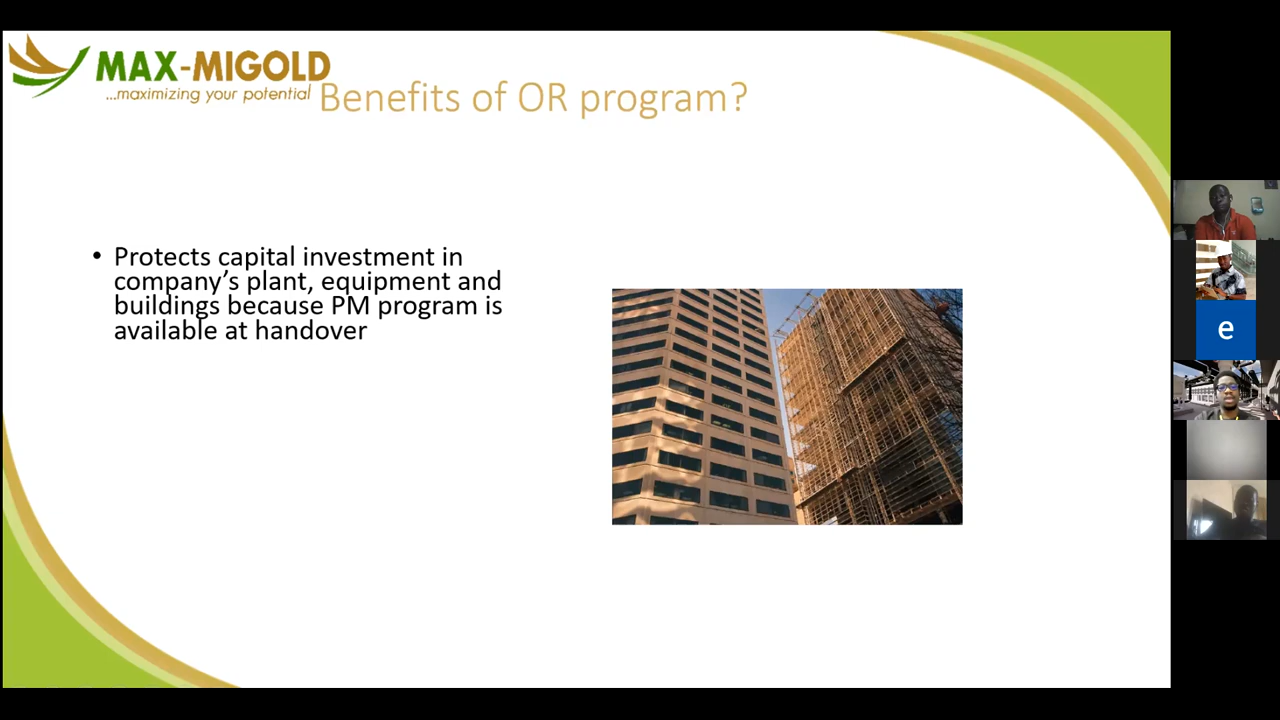 MAX-MIGOLD
...maximizing your potential
Benefits of OR program?
• Protects capital investment in
company’s plant, equipment and
buildings because PM program is
available at handover
e